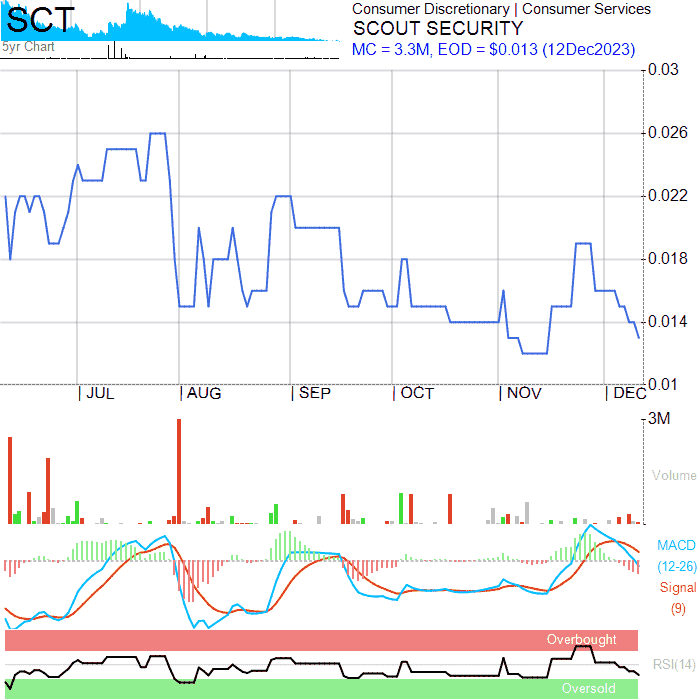 SCT
5yr Chart
Consumer Discretionary | Consumer Services
SCOUT SECURITY
MC = 3.3M, EOD = $0.013 (12Dec2023)
0.03
0.026
0.022
0.018
0.014
0.01
| JUL | AUG | SEP | OCT | NOV | DEC
3M
Volume
MACD
(12-26)
Signal
(9)
Overbought
RSI(14)
Oversold